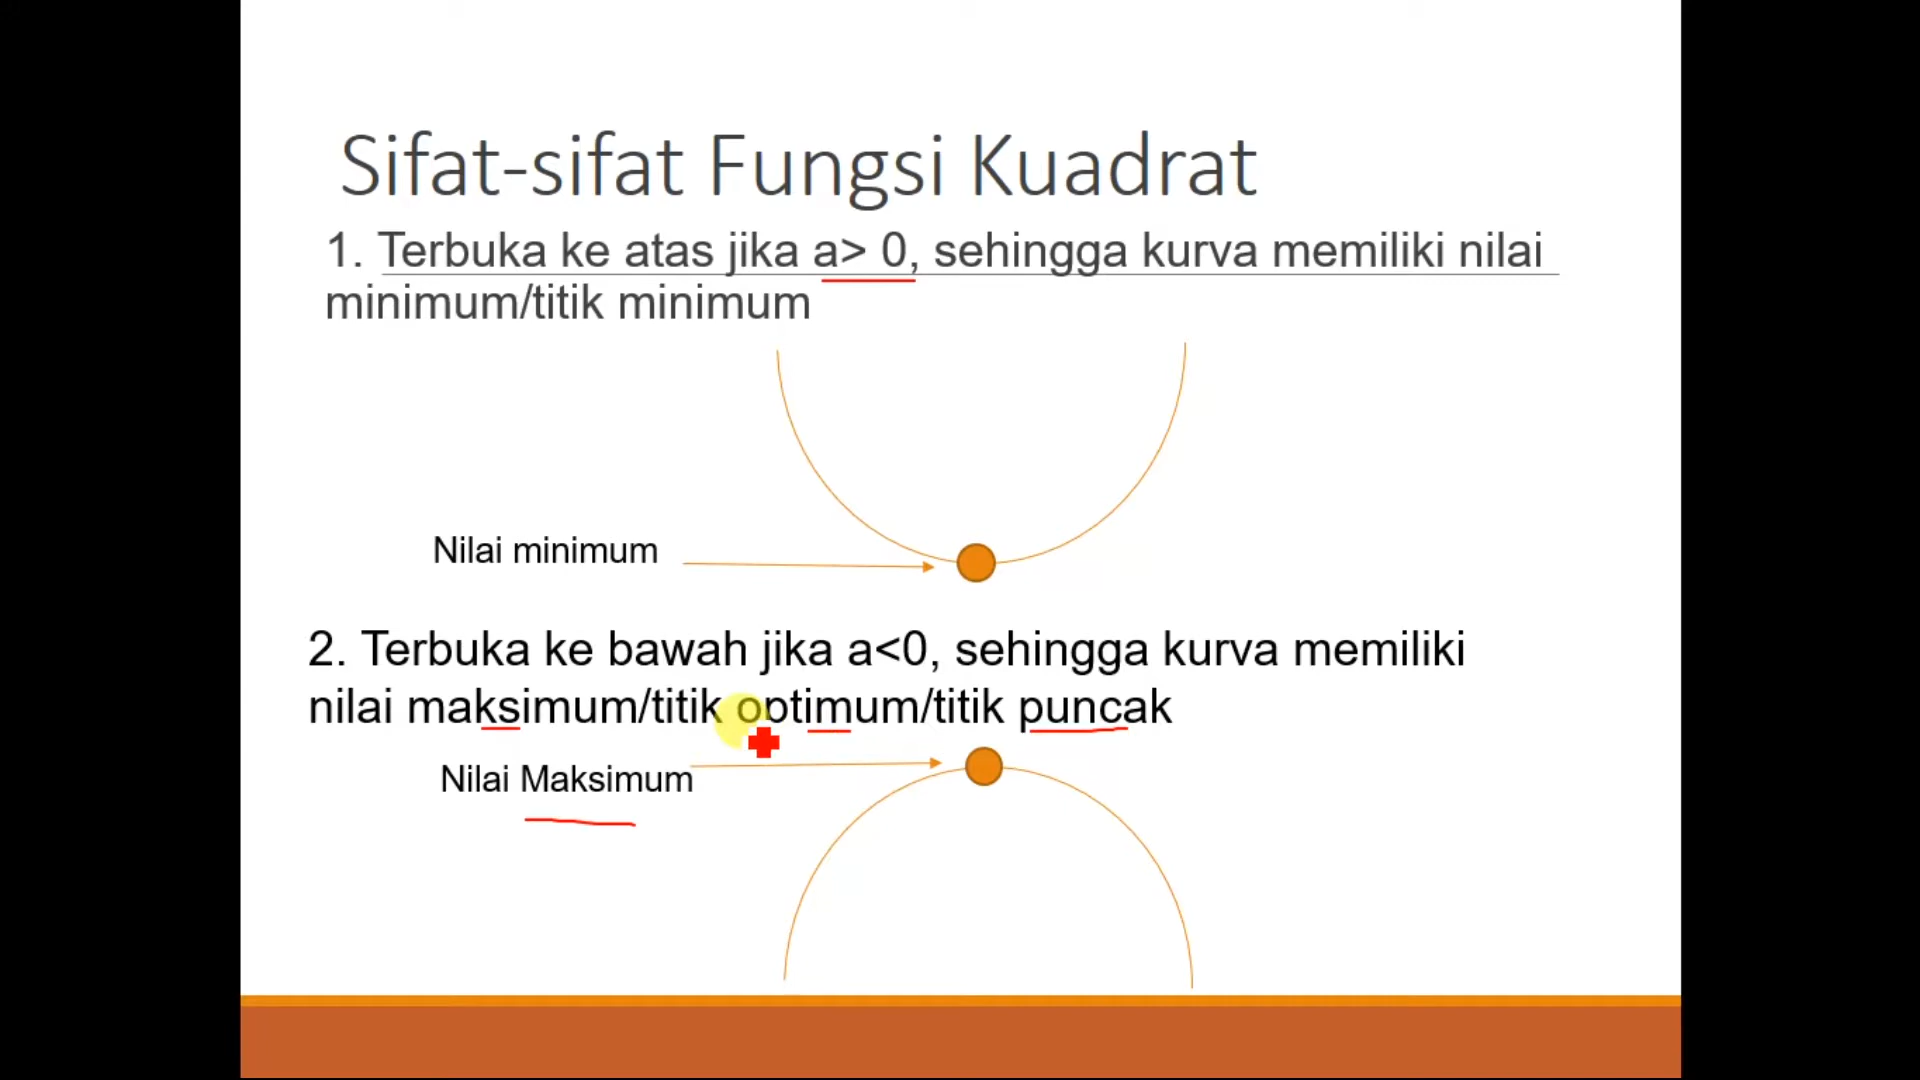 Sifat-sifat Fungsi Kuadrat
1. Terbuka ke atas jika a> 0, sehingga kurva memiliki nilai
minimum/titik minimum
Nilai minimum
2. Terbuka ke bawah jika a<0, sehingga kurva memiliki
nilai maksimum/titik optimum/titik puncak
Nilai Maksimum